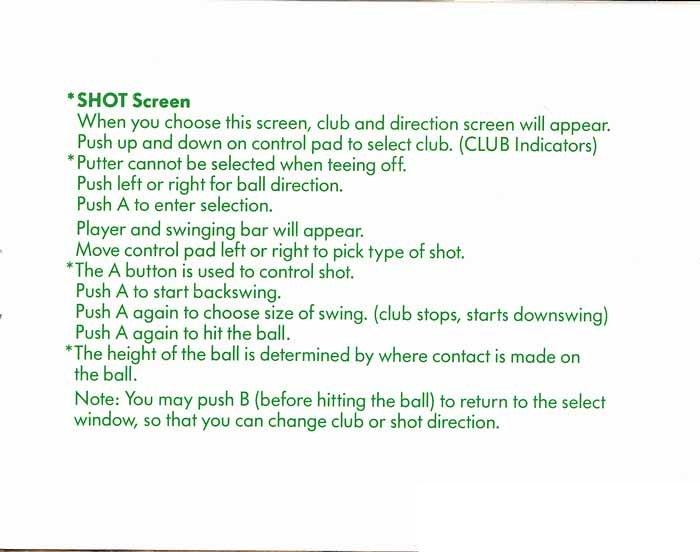 *SHOT Screen
When you choose this screen, club and direction screen will appear.
Push up and down on control pad to select club. (CLUB Indicators)
*Putter cannot be selected when teeing off.
Push left or right for ball direction.
Push A to enter selection.
Player and swinging bar will appear.
Move control pad left or right to pick type of shot.
*The A button is used to control shot.
Push A to start backswing.
Push A again to choose size of swing. (club stops, starts downswing)
Push A again to hit the ball.
*The height of the ball is determined by where contact is made on
the ball.
Note: You may push B (before hitting the ball) to return to the select
window, so that you can change club or shot direction.